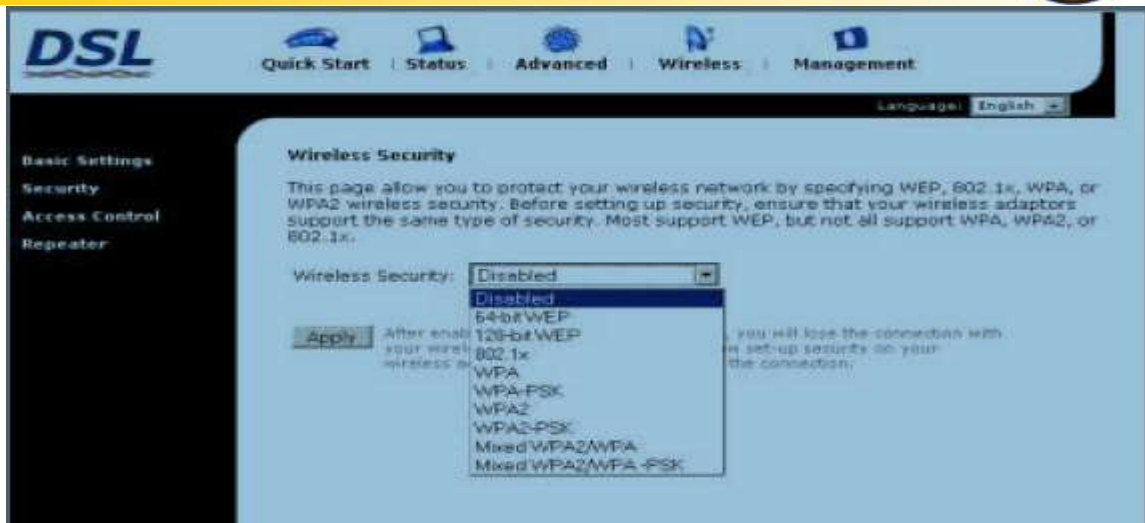 DSL
Quick Start | Status | Advanced | Wireless | Management
Language: English
Basic Settings
Security
Access Control
Repeater
Wireless Security
This page allow you to protect your wireless network by specifying WEP, 802.1x, WPA, or
WPA2 wireless security. Before setting up security, ensure that your wireless adaptors
support the same type of security. Most support WEP, but not all support WPA, WPA2, or
802.1x.
Wireless Security: Disabled
Disabled
64-bit WEP
128-bit WEP
802.1x
WPA
WPA-PSK
WPA2
WPA2-PSK
Mixed WPA2/WPA
Mixed WPA2/WPA -PSK
Apply
After enab , you will lose the connection with
your wirel set-up security on your
wireless the connection.